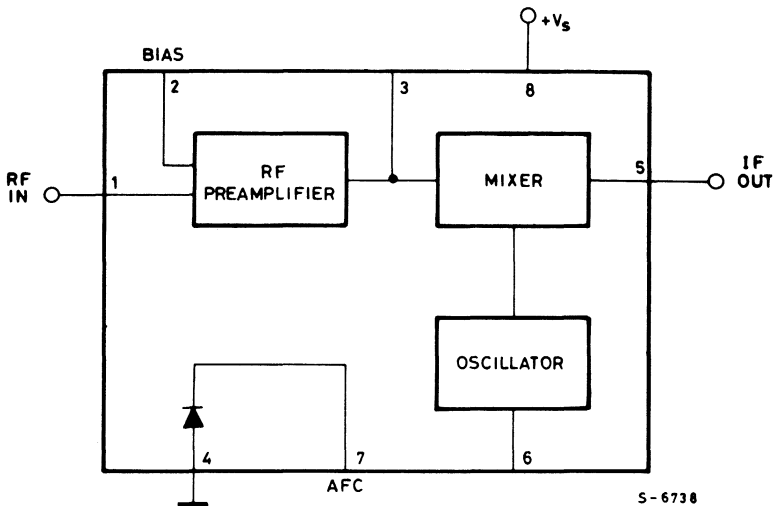 +Vs
BIAS
2
3
8
RF
IN
1
RF
PREAMPLIFIER
MIXER
5
IF
OUT
OSCILLATOR
4
7
6
AFC
S-6738